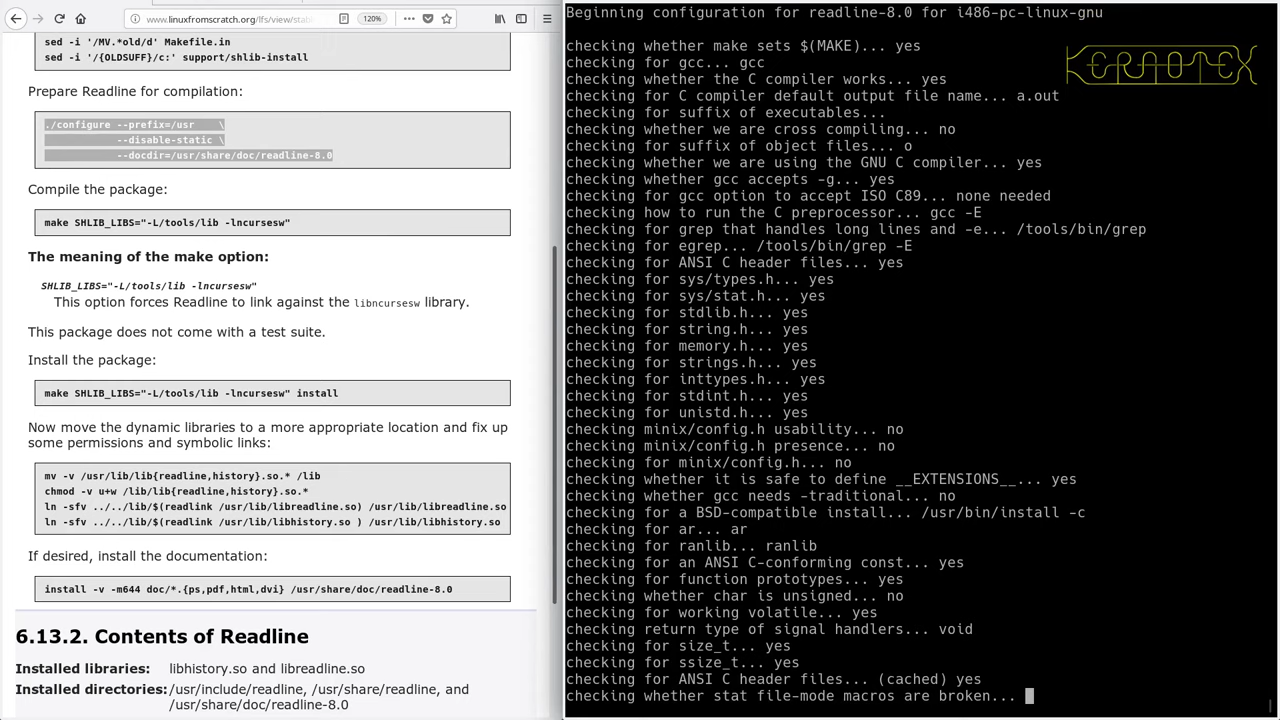 www.linuxfromscratch.org/lfs/view/stab
120%
sed -i '/MV.*old/d' Makefile.in
sed -i '/{OLDSUFF}/c:' support/shlib-install
Prepare Readline for compilation:
./configure --prefix=/usr    \
            --disable-static \
            --docdir=/usr/share/doc/readline-8.0
Compile the package:
make SHLIB_LIBS="-L/tools/lib -lncursesw"
The meaning of the make option:
SHLIB_LIBS="-L/tools/lib -lncursesw"
This option forces Readline to link against the libncursesw library.
This package does not come with a test suite.
Install the package:
make SHLIB_LIBS="-L/tools/lib -lncursesw" install
Now move the dynamic libraries to a more appropriate location and fix up
some permissions and symbolic links:
mv -v /usr/lib/lib{readline,history}.so.* /lib
chmod -v u+w /lib/lib{readline,history}.so.*
ln -sfv ../../lib/$(readlink /usr/lib/libreadline.so) /usr/lib/libreadline.so
ln -sfv ../../lib/$(readlink /usr/lib/libhistory.so ) /usr/lib/libhistory.so
If desired, install the documentation:
install -v -m644 doc/*.{ps,pdf,html,dvi} /usr/share/doc/readline-8.0
6.13.2. Contents of Readline
Installed libraries: libhistory.so and libreadline.so
Installed directories: /usr/include/readline, /usr/share/readline, and
/usr/share/doc/readline-8.0
Beginning configuration for readline-8.0 for i486-pc-linux-gnu
KERAOTEX
checking whether make sets $(MAKE)... yes
checking for gcc... gcc
checking whether the C compiler works... yes
checking for C compiler default output file name... a.out
checking for suffix of executables...
checking whether we are cross compiling... no
checking for suffix of object files... o
checking whether we are using the GNU C compiler... yes
checking whether gcc accepts -g... yes
checking for gcc option to accept ISO C89... none needed
checking how to run the C preprocessor... gcc -E
checking for grep that handles long lines and -e... /tools/bin/grep
checking for egrep... /tools/bin/grep -E
checking for ANSI C header files... yes
checking for sys/types.h... yes
checking for sys/stat.h... yes
checking for stdlib.h... yes
checking for string.h... yes
checking for memory.h... yes
checking for strings.h... yes
checking for inttypes.h... yes
checking for stdint.h... yes
checking for unistd.h... yes
checking minix/config.h usability... no
checking minix/config.h presence... no
checking for minix/config.h... no
checking whether it is safe to define __EXTENSIONS__... yes
checking whether gcc needs -traditional... no
checking for a BSD-compatible install... /usr/bin/install -c
checking for ar... ar
checking for ranlib... ranlib
checking for an ANSI C-conforming const... yes
checking for function prototypes... yes
checking whether char is unsigned... no
checking for working volatile... yes
checking return type of signal handlers... void
checking for size_t... yes
checking for ssize_t... yes
checking for ANSI C header files... (cached) yes
checking whether stat file-mode macros are broken...